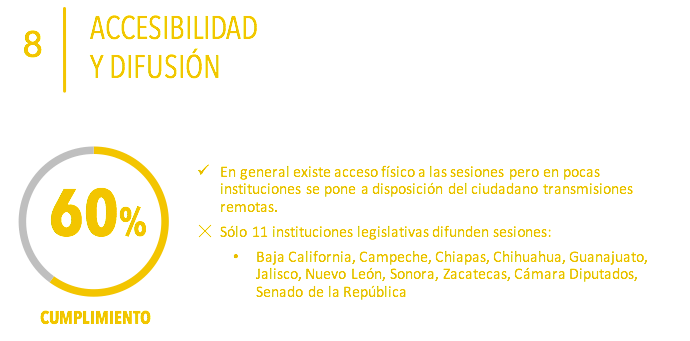 8
ACCESIBILIDAD
Y DIFUSIÓN
60%
CUMPLIMIENTO
✓ En general existe acceso físico a las sesiones pero en pocas
instituciones se pone a disposición del ciudadano transmisiones
remotas.
✕ Sólo 11 instituciones legislativas difunden sesiones:
• Baja California, Campeche, Chiapas, Chihuahua, Guanajuato,
Jalisco, Nuevo León, Sonora, Zacatecas, Cámara Diputados,
Senado de la República